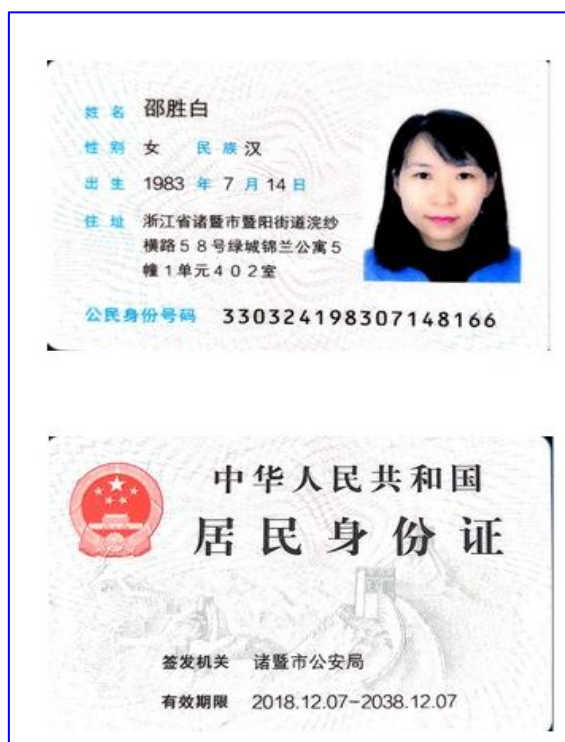 姓名 邵胜白
性别 女 民族 汉
出生 1983 年 7 月 14 日
住址 浙江省诸暨市暨阳街道浣纱
横路58号绿城锦兰公寓5
幢1单元402室
公民身份号码 330324198307148166
中华人民共和国
居民身份证
签发机关 诸暨市公安局
有效期限 2018.12.07-2038.12.07